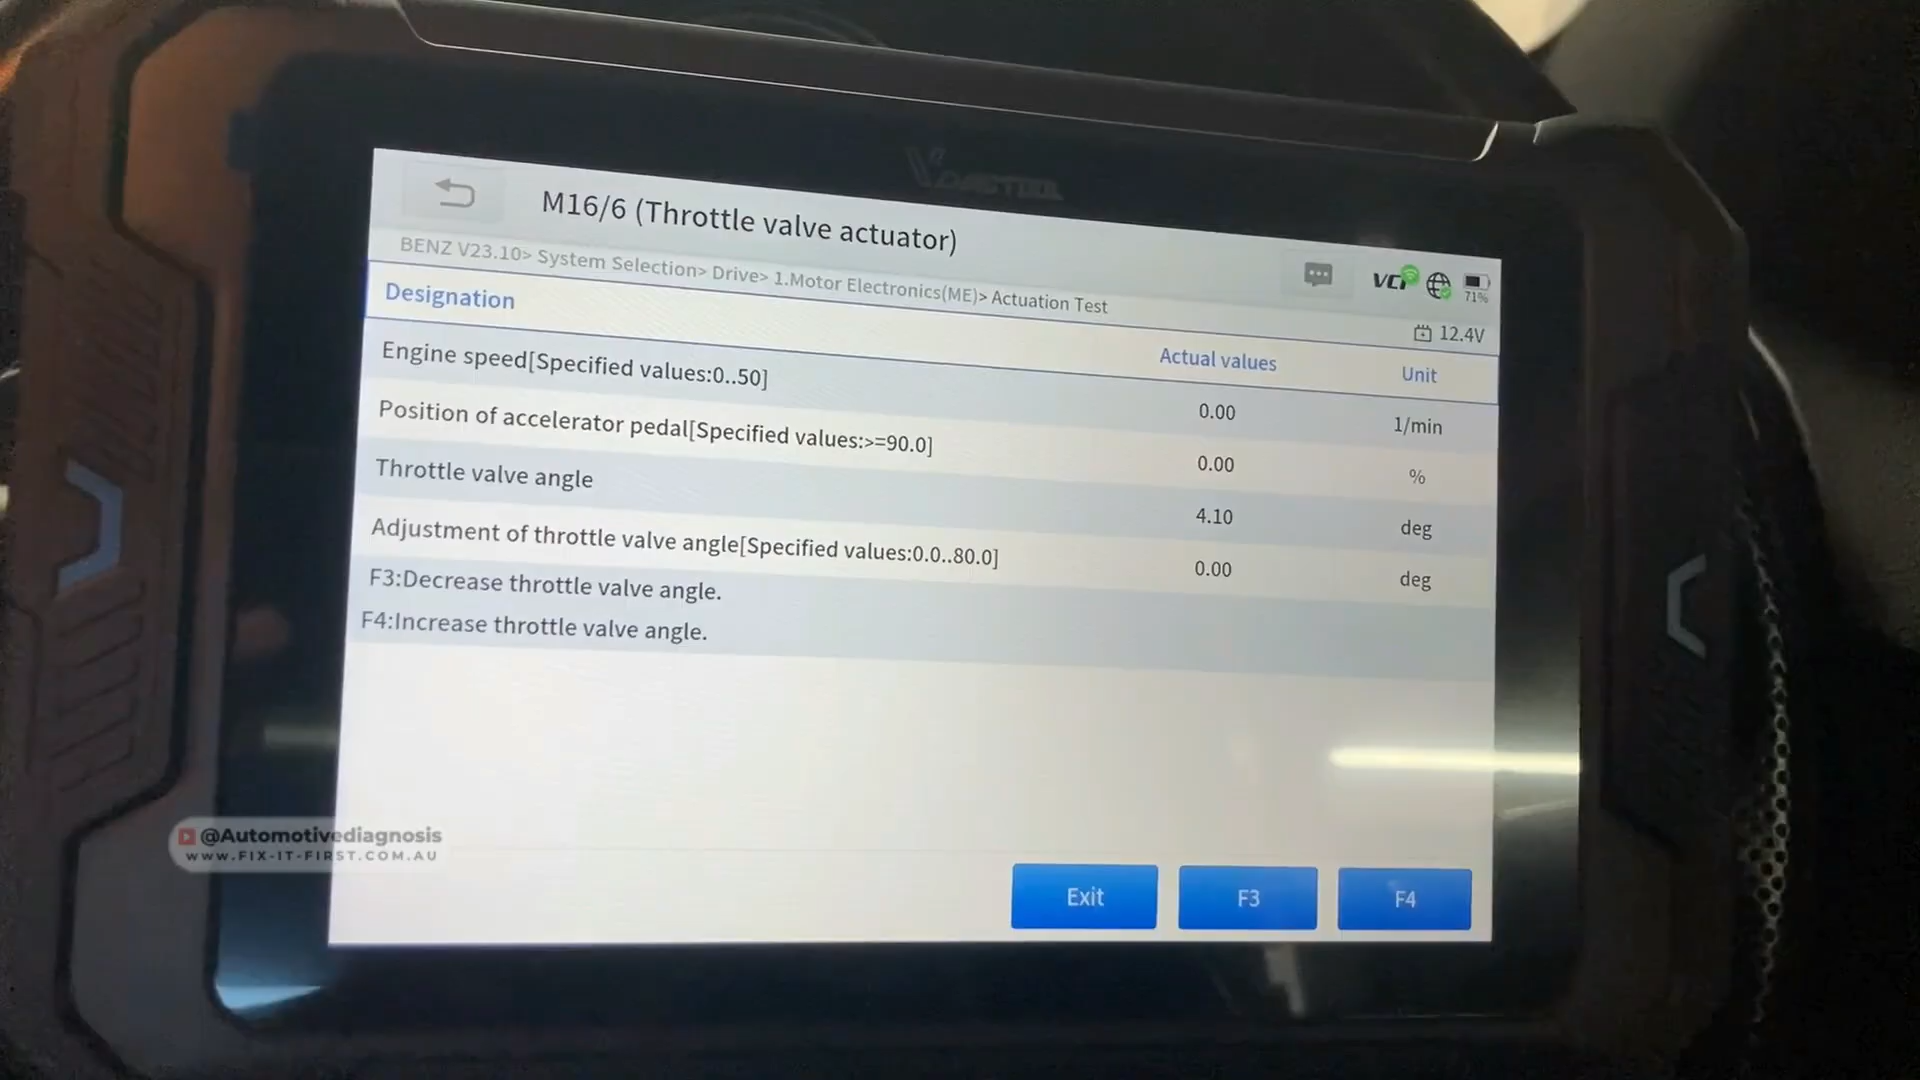 M16/6 (Throttle valve actuator)
BENZ V23.10> System Selection> Drive> 1.Motor Electronics(ME)> Actuation Test
VCI
71%
12.4V
Designation Actual values Unit
Engine speed[Specified values:0..50] 0.00 1/min
Position of accelerator pedal[Specified values:>=90.0] 0.00 %
Throttle valve angle 4.10 deg
Adjustment of throttle valve angle[Specified values:0.0..80.0] 0.00 deg
F3:Decrease throttle valve angle.
F4:Increase throttle valve angle.
@Automotivediagnosis
WWW.FIX-IT-FIRST.COM.AU
Exit F3 F4